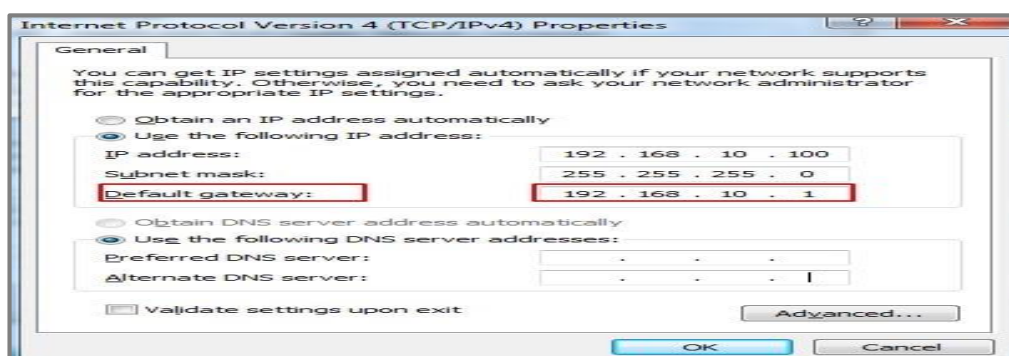 Internet Protocol Version 4 (TCP/IPv4) Properties
General
You can get IP settings assigned automatically if your network supports
this capability. Otherwise, you need to ask your network administrator
for the appropriate IP settings.
Obtain an IP address automatically
Use the following IP address:
IP address: 192 . 168 . 10 . 100
Subnet mask: 255 . 255 . 255 . 0
Default gateway: 192 . 168 . 10 . 1
Obtain DNS server address automatically
Use the following DNS server addresses:
Preferred DNS server: . . .
Alternate DNS server: . . .
Validate settings upon exit
Advanced...
OK Cancel